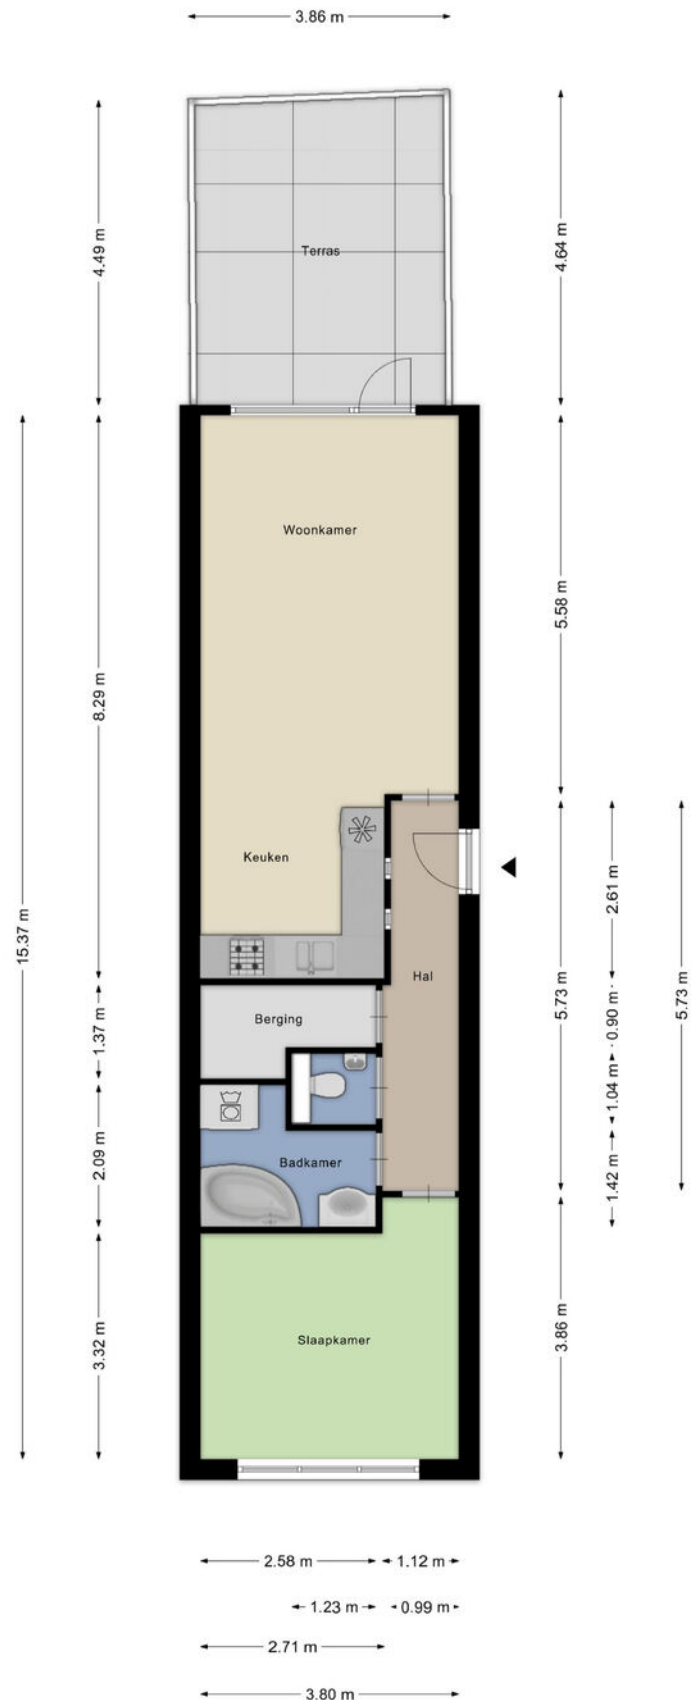 3.86 m
4.49 m
4.64 m
Terras
Woonkamer
5.58 m
8.29 m
Keuken
2.61 m
15.37 m
Hal
5.73 m
5.73 m
0.90 m
Berging
1.37 m
1.04 m
Badkamer
2.09 m
1.42 m
Slaapkamer
3.32 m
3.86 m
2.58 m
1.12 m
1.23 m
0.99 m
2.71 m
3.80 m